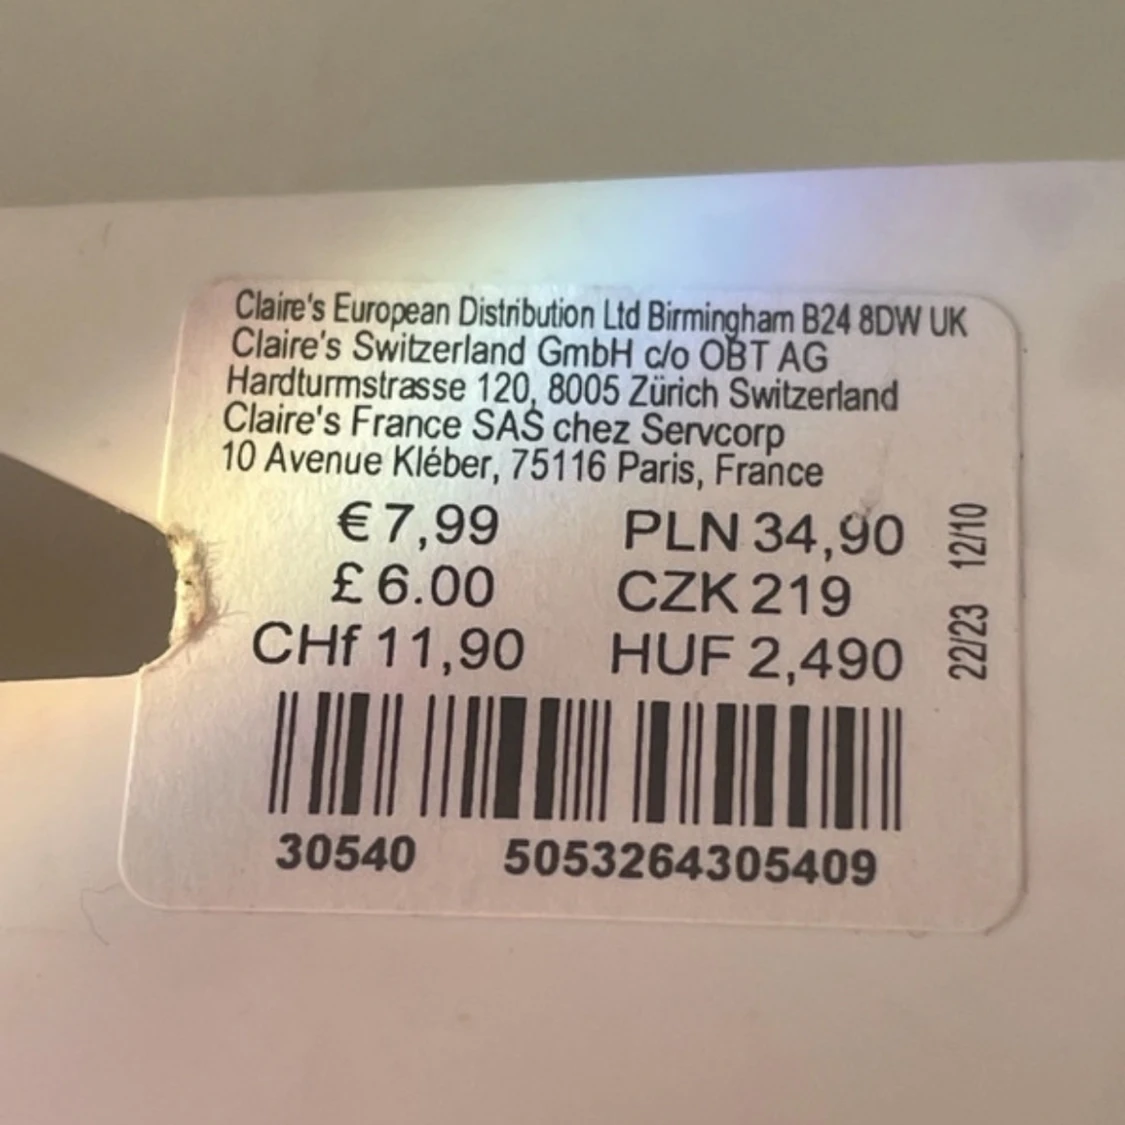 Claire's European Distribution Ltd Birmingham B24 8DW UK
Claire's Switzerland GmbH c/o OBT AG
Hardturmstrasse 120, 8005 Zürich Switzerland
Claire's France SAS chez Servcorp
10 Avenue Kléber, 75116 Paris, France
€ 7,99 PLN 34,90
£ 6.00 CZK 219
CHf 11,90 HUF 2,490
22/23 12/10
30540 5053264305409